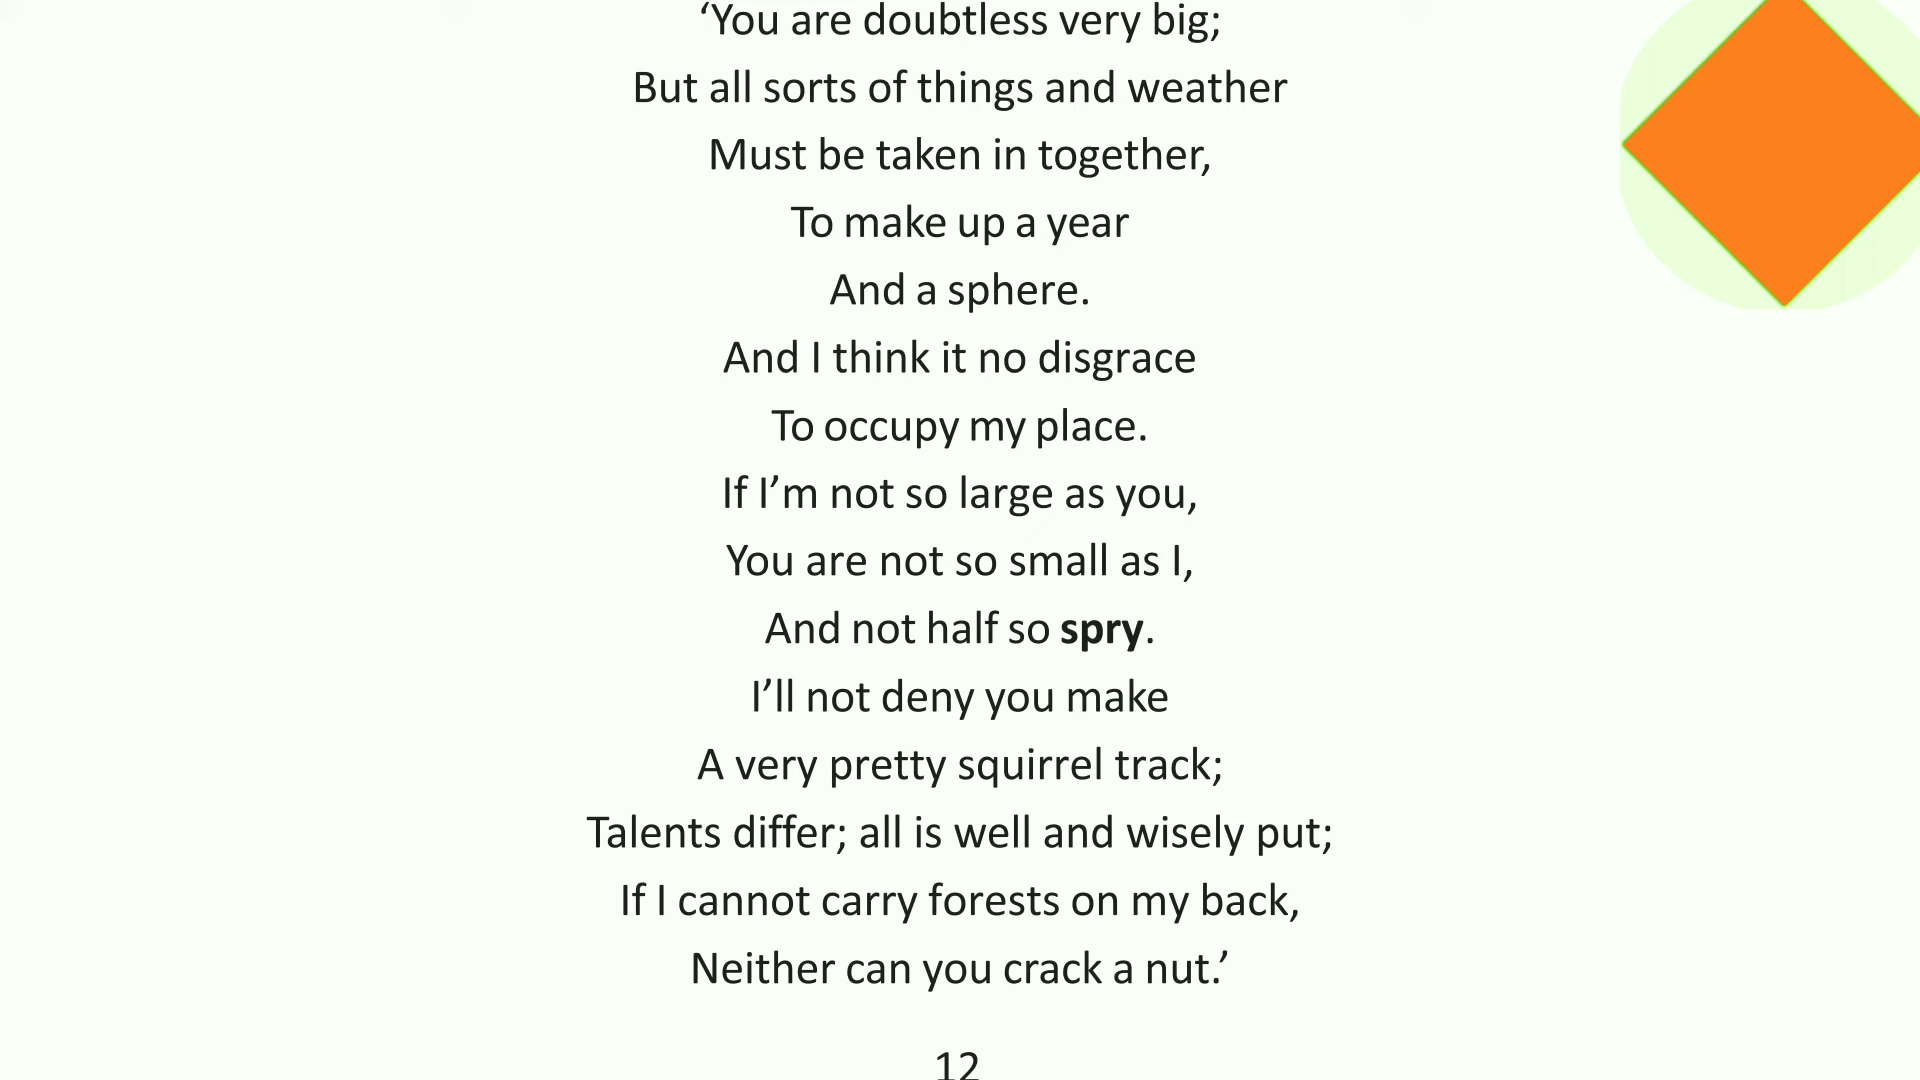 ‘You are doubtless very big;
But all sorts of things and weather
Must be taken in together,
To make up a year
And a sphere.
And I think it no disgrace
To occupy my place.
If I’m not so large as you,
You are not so small as I,
And not half so spry.
I’ll not deny you make
A very pretty squirrel track;
Talents differ; all is well and wisely put;
If I cannot carry forests on my back,
Neither can you crack a nut.’
12